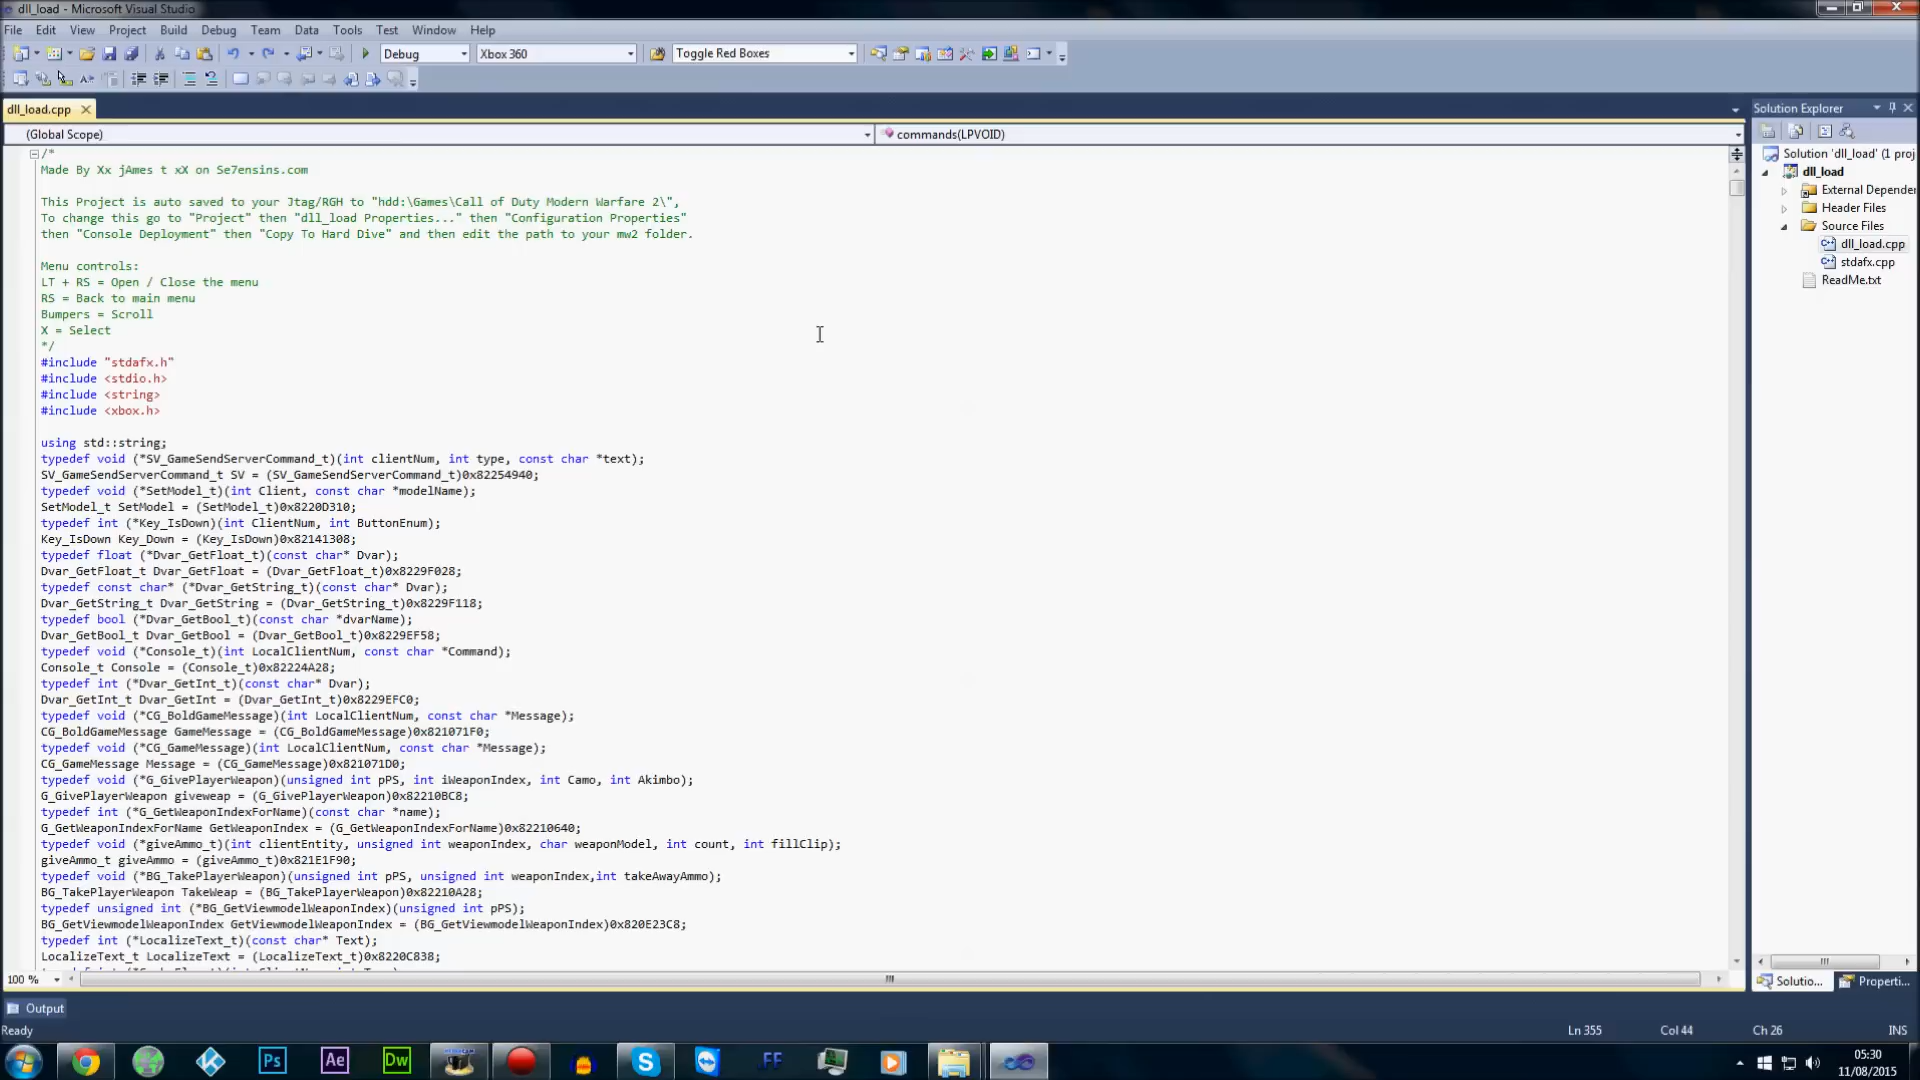 dll_load - Microsoft Visual Studio
File Edit View Project Build Debug Team Data Tools Test Window Help
Debug Xbox 360 Toggle Red Boxes
dll_load.cpp
(Global Scope) commands(LPVOID)
/*
Made By Xx jAmes t xX on Se7ensins.com
This Project is auto saved to your Jtag/RGH to "hdd:\Games\Call of Duty Modern Warfare 2\",
To change this go to "Project" then "dll_load Properties..." then "Configuration Properties"
then "Console Deployment" then "Copy To Hard Dive" and then edit the path to your mw2 folder.
Menu controls:
LT + RS = Open / Close the menu
RS = Back to main menu
Bumpers = Scroll
X = Select
*/
#include "stdafx.h"
#include <stdio.h>
#include <string>
#include <xbox.h>
using std::string;
typedef void (*SV_GameSendServerCommand_t)(int clientNum, int type, const char *text);
SV_GameSendServerCommand_t SV = (SV_GameSendServerCommand_t)0x82254940;
typedef void (*SetModel_t)(int Client, const char *modelName);
SetModel_t SetModel = (SetModel_t)0x8220D310;
typedef int (*Key_IsDown)(int ClientNum, int ButtonEnum);
Key_IsDown Key_Down = (Key_IsDown)0x82141308;
typedef float (*Dvar_GetFloat_t)(const char* Dvar);
Dvar_GetFloat_t Dvar_GetFloat = (Dvar_GetFloat_t)0x8229F028;
typedef const char* (*Dvar_GetString_t)(const char* Dvar);
Dvar_GetString_t Dvar_GetString = (Dvar_GetString_t)0x8229F118;
typedef bool (*Dvar_GetBool_t)(const char *dvarName);
Dvar_GetBool_t Dvar_GetBool = (Dvar_GetBool_t)0x8229EF58;
typedef void (*Console_t)(int LocalClientNum, const char *Command);
Console_t Console = (Console_t)0x82224A28;
typedef int (*Dvar_GetInt_t)(const char* Dvar);
Dvar_GetInt_t Dvar_GetInt = (Dvar_GetInt_t)0x8229EFC0;
typedef void (*CG_BoldGameMessage)(int LocalClientNum, const char *Message);
CG_BoldGameMessage GameMessage = (CG_BoldGameMessage)0x821071F0;
typedef void (*CG_GameMessage)(int LocalClientNum, const char *Message);
CG_GameMessage Message = (CG_GameMessage)0x821071D0;
typedef void (*G_GivePlayerWeapon)(unsigned int pPS, int iWeaponIndex, int Camo, int Akimbo);
G_GivePlayerWeapon giveweap = (G_GivePlayerWeapon)0x82210BC8;
typedef int (*G_GetWeaponIndexForName)(const char *name);
G_GetWeaponIndexForName GetWeaponIndex = (G_GetWeaponIndexForName)0x82210640;
typedef void (*giveAmmo_t)(int clientEntity, unsigned int weaponIndex, char weaponModel, int count, int fillClip);
giveAmmo_t giveAmmo = (giveAmmo_t)0x821E1F90;
typedef void (*BG_TakePlayerWeapon)(unsigned int pPS, unsigned int weaponIndex,int takeAwayAmmo);
BG_TakePlayerWeapon TakeWeap = (BG_TakePlayerWeapon)0x82210A28;
typedef unsigned int (*BG_GetViewmodelWeaponIndex)(unsigned int pPS);
BG_GetViewmodelWeaponIndex GetViewmodelWeaponIndex = (BG_GetViewmodelWeaponIndex)0x820E23C8;
typedef int (*LocalizeText_t)(const char* Text);
LocalizeText_t LocalizeText = (LocalizeText_t)0x8220C838;
100 %
Solution Explorer
Solution 'dll_load' (1 proj
dll_load
External Depende
Header Files
Source Files
dll_load.cpp
stdafx.cpp
ReadMe.txt
Solutio... Properti...
Output
Ready Ln 355 Col 44 Ch 26 INS
Ps Ae Dw S FF
05:30
11/08/2015